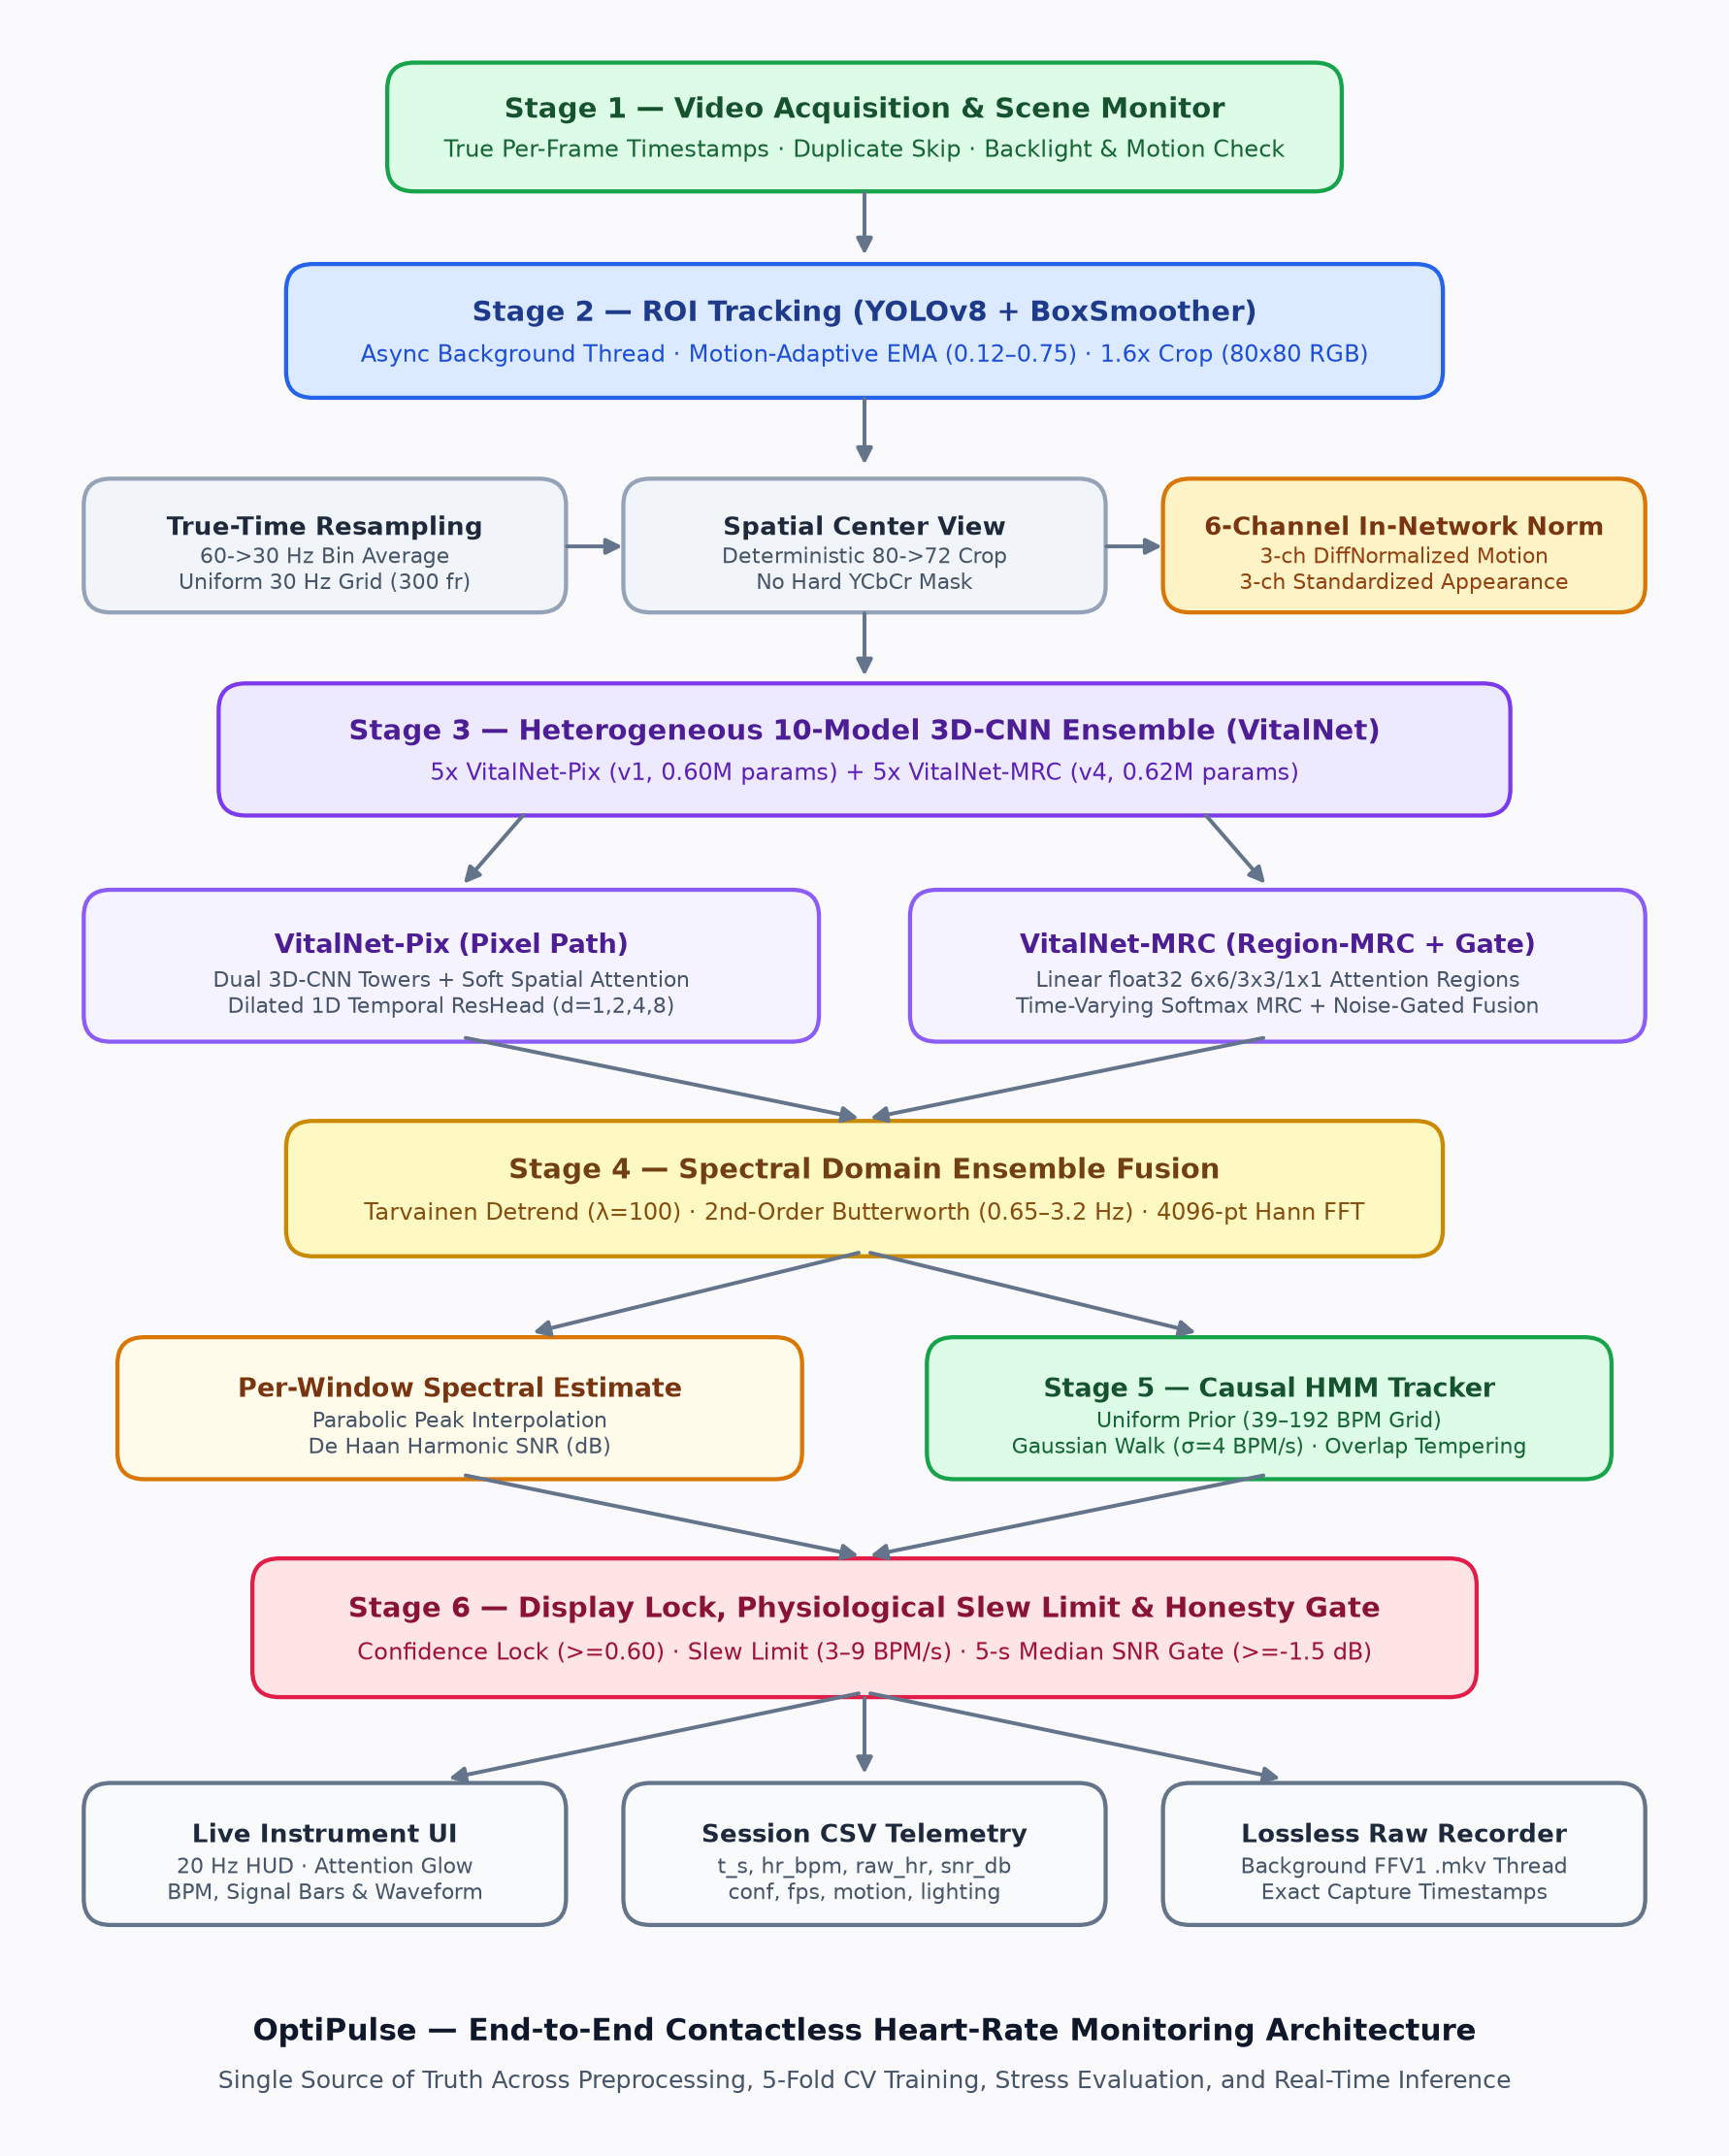 Stage 1 — Video Acquisition & Scene Monitor
True Per-Frame Timestamps · Duplicate Skip · Backlight & Motion Check
Stage 2 — ROI Tracking (YOLOv8 + BoxSmoother)
Async Background Thread · Motion-Adaptive EMA (0.12–0.75) · 1.6x Crop (80x80 RGB)
True-Time Resampling
60->30 Hz Bin Average
Uniform 30 Hz Grid (300 fr)
Spatial Center View
Deterministic 80->72 Crop
No Hard YCbCr Mask
6-Channel In-Network Norm
3-ch DiffNormalized Motion
3-ch Standardized Appearance
Stage 3 — Heterogeneous 10-Model 3D-CNN Ensemble (VitalNet)
5x VitalNet-Pix (v1, 0.60M params) + 5x VitalNet-MRC (v4, 0.62M params)
VitalNet-Pix (Pixel Path)
Dual 3D-CNN Towers + Soft Spatial Attention
Dilated 1D Temporal ResHead (d=1,2,4,8)
VitalNet-MRC (Region-MRC + Gate)
Linear float32 6x6/3x3/1x1 Attention Regions
Time-Varying Softmax MRC + Noise-Gated Fusion
Stage 4 — Spectral Domain Ensemble Fusion
Tarvainen Detrend (λ=100) · 2nd-Order Butterworth (0.65–3.2 Hz) · 4096-pt Hann FFT
Per-Window Spectral Estimate
Parabolic Peak Interpolation
De Haan Harmonic SNR (dB)
Stage 5 — Causal HMM Tracker
Uniform Prior (39–192 BPM Grid)
Gaussian Walk (σ=4 BPM/s) · Overlap Tempering
Stage 6 — Display Lock, Physiological Slew Limit & Honesty Gate
Confidence Lock (>=0.60) · Slew Limit (3–9 BPM/s) · 5-s Median SNR Gate (>=-1.5 dB)
Live Instrument UI
20 Hz HUD · Attention Glow
BPM, Signal Bars & Waveform
Session CSV Telemetry
t_s, hr_bpm, raw_hr, snr_db
conf, fps, motion, lighting
Lossless Raw Recorder
Background FFV1 .mkv Thread
Exact Capture Timestamps
OptiPulse — End-to-End Contactless Heart-Rate Monitoring Architecture
Single Source of Truth Across Preprocessing, 5-Fold CV Training, Stress Evaluation, and Real-Time Inference